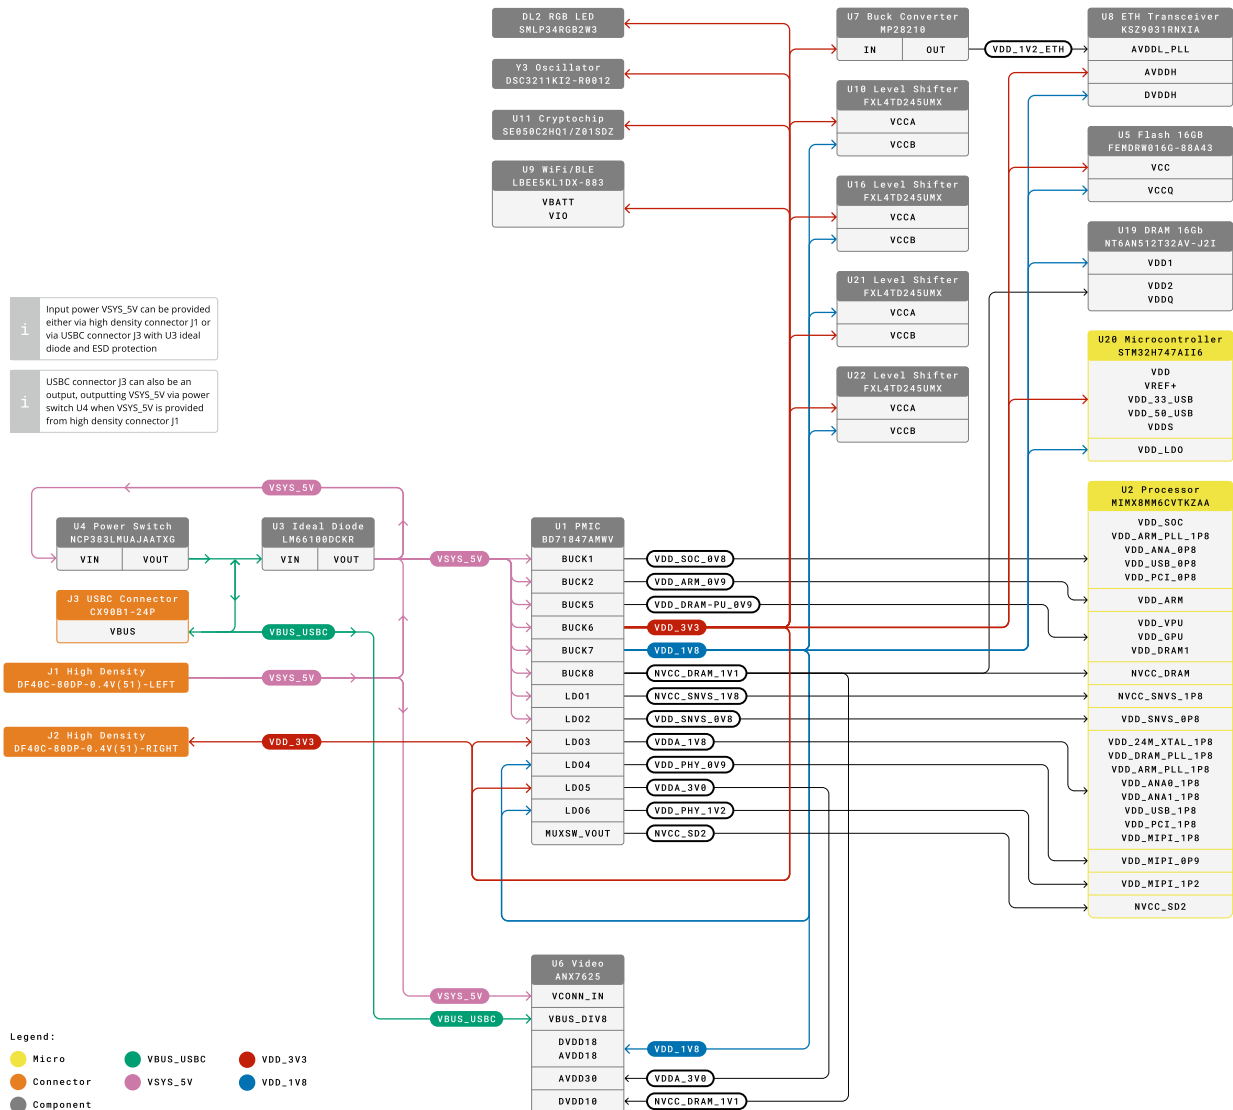 DL2 RGB LED
SMLP34RGB2W3
Y3 Oscillator
DSC3211KI2-R0012
U11 Cryptochip
SE050C2HQ1/Z01SDZ
U9 WiFi/BLE
LBEE5KL1DX-883
VBATT
VIO
U7 Buck Converter
MP28210
IN
OUT
VDD_1V2_ETH
U10 Level Shifter
FXL4TD245UMX
VCCA
VCCB
U16 Level Shifter
FXL4TD245UMX
VCCA
VCCB
U21 Level Shifter
FXL4TD245UMX
VCCA
VCCB
U22 Level Shifter
FXL4TD245UMX
VCCA
VCCB
U8 ETH Transceiver
KSZ9031RNXIA
AVDDL_PLL
AVDDH
DVDDH
U5 Flash 16GB
FEMDRW016G-88A43
VCC
VCCQ
U19 DRAM 16Gb
NT6AN512T32AV-J2I
VDD1
VDD2
VDDQ
U20 Microcontroller
STM32H747AII6
VDD
VREF+
VDD_33_USB
VDD_50_USB
VDDS
VDD_LDO
U2 Processor
MIMX8MM6CVTKZAA
VDD_SOC
VDD_ARM_PLL_1P8
VDD_ANA_0P8
VDD_USB_0P8
VDD_PCI_0P8
VDD_ARM
VDD_VPU
VDD_GPU
VDD_DRAM1
NVCC_DRAM
NVCC_SNVS_1P8
VDD_SNVS_0P8
VDD_24M_XTAL_1P8
VDD_DRAM_PLL_1P8
VDD_ARM_PLL_1P8
VDD_ANA0_1P8
VDD_ANA1_1P8
VDD_USB_1P8
VDD_PCI_1P8
VDD_MIPI_1P8
VDD_MIPI_0P9
VDD_MIPI_1P2
NVCC_SD2
i
Input power VSYS_5V can be provided
either via high density connector J1 or
via USBC connector J3 with U3 ideal
diode and ESD protection
i
USBC connector J3 can also be an
output, outputting VSYS_5V via power
switch U4 when VSYS_5V is provided
from high density connector J1
VSYS_5V
U4 Power Switch
NCP383LMUAJAATXG
VIN
VOUT
U3 Ideal Diode
LM66100DCKR
VIN
VOUT
VSYS_5V
J3 USBC Connector
CX90B1-24P
VBUS
VBUS_USBC
J1 High Density
DF40C-80DP-0.4V(51)-LEFT
VSYS_5V
J2 High Density
DF40C-80DP-0.4V(51)-RIGHT
VDD_3V3
U1 PMIC
BD71847AMWV
BUCK1
VDD_SOC_0V8
BUCK2
VDD_ARM_0V9
BUCK5
VDD_DRAM-PU_0V9
BUCK6
VDD_3V3
BUCK7
VDD_1V8
BUCK8
NVCC_DRAM_1V1
LDO1
NVCC_SNVS_1V8
LDO2
VDD_SNVS_0V8
LDO3
VDDA_1V8
LDO4
VDD_PHY_0V9
LDO5
VDDA_3V0
LDO6
VDD_PHY_1V2
MUXSW_VOUT
NVCC_SD2
U6 Video
ANX7625
VSYS_5V
VCONN_IN
VBUS_USBC
VBUS_DIV8
DVDD18
AVDD18
VDD_1V8
AVDD30
VDDA_3V0
DVDD10
NVCC_DRAM_1V1
Legend:
Micro
VBUS_USBC
VDD_3V3
Connector
VSYS_5V
VDD_1V8
Component